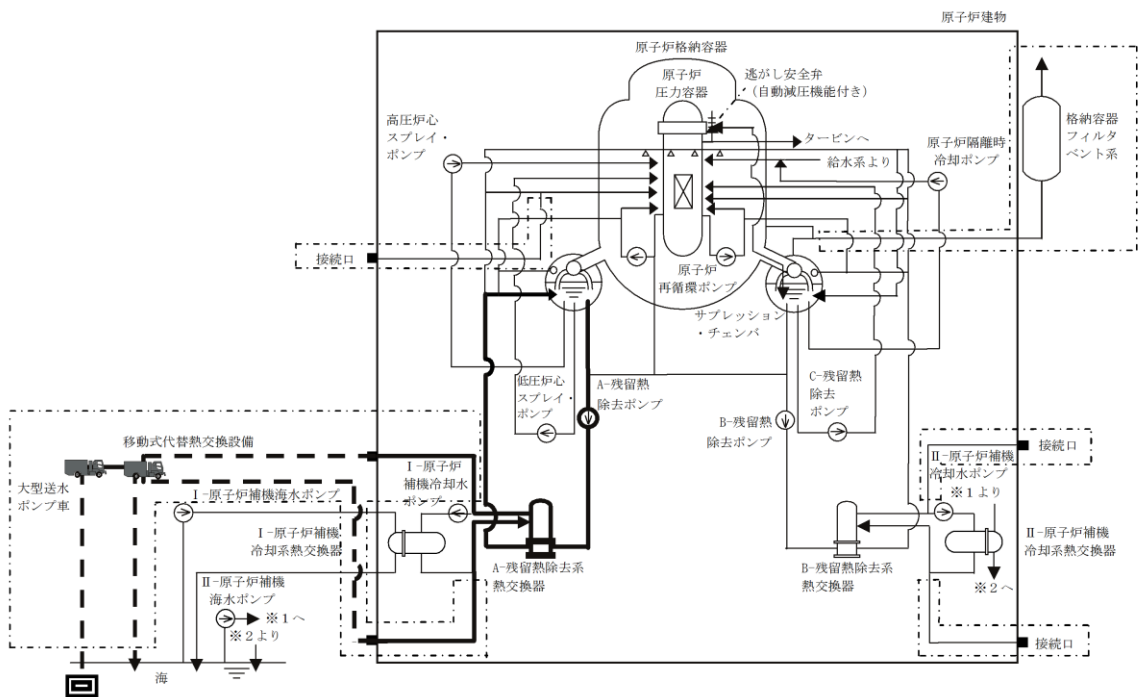 原子炉建物
原子炉格納容器
原子炉
圧力容器
逃がし安全弁
(自動減圧機能付き)
高圧炉心
スプレイ・
ポンプ
タービンへ
給水系より
原子炉隔離時
冷却ポンプ
格納容器
フィルタ
ベント系
接続口
原子炉
再循環ポンプ
サプレッション
・チェンバ
低圧炉心
スプレイ・
ポンプ
A-残留熱
除去ポンプ
B-残留熱
除去ポンプ
C-残留熱
除去
ポンプ
移動式代替熱交換設備
大型送水
ポンプ車
Ⅰ-原子炉補機海水ポンプ
Ⅰ-原子炉
補機冷却水
ポンプ
Ⅰ-原子炉補機
冷却系熱交換器
Ⅱ-原子炉補機
海水ポンプ
※1へ
※2より
海
A-残留熱除去系
熱交換器
B-残留熱除去系
熱交換器
接続口
Ⅱ-原子炉補機
冷却水ポンプ
※1より
Ⅱ-原子炉補機
冷却系熱交換器
※2へ
接続口